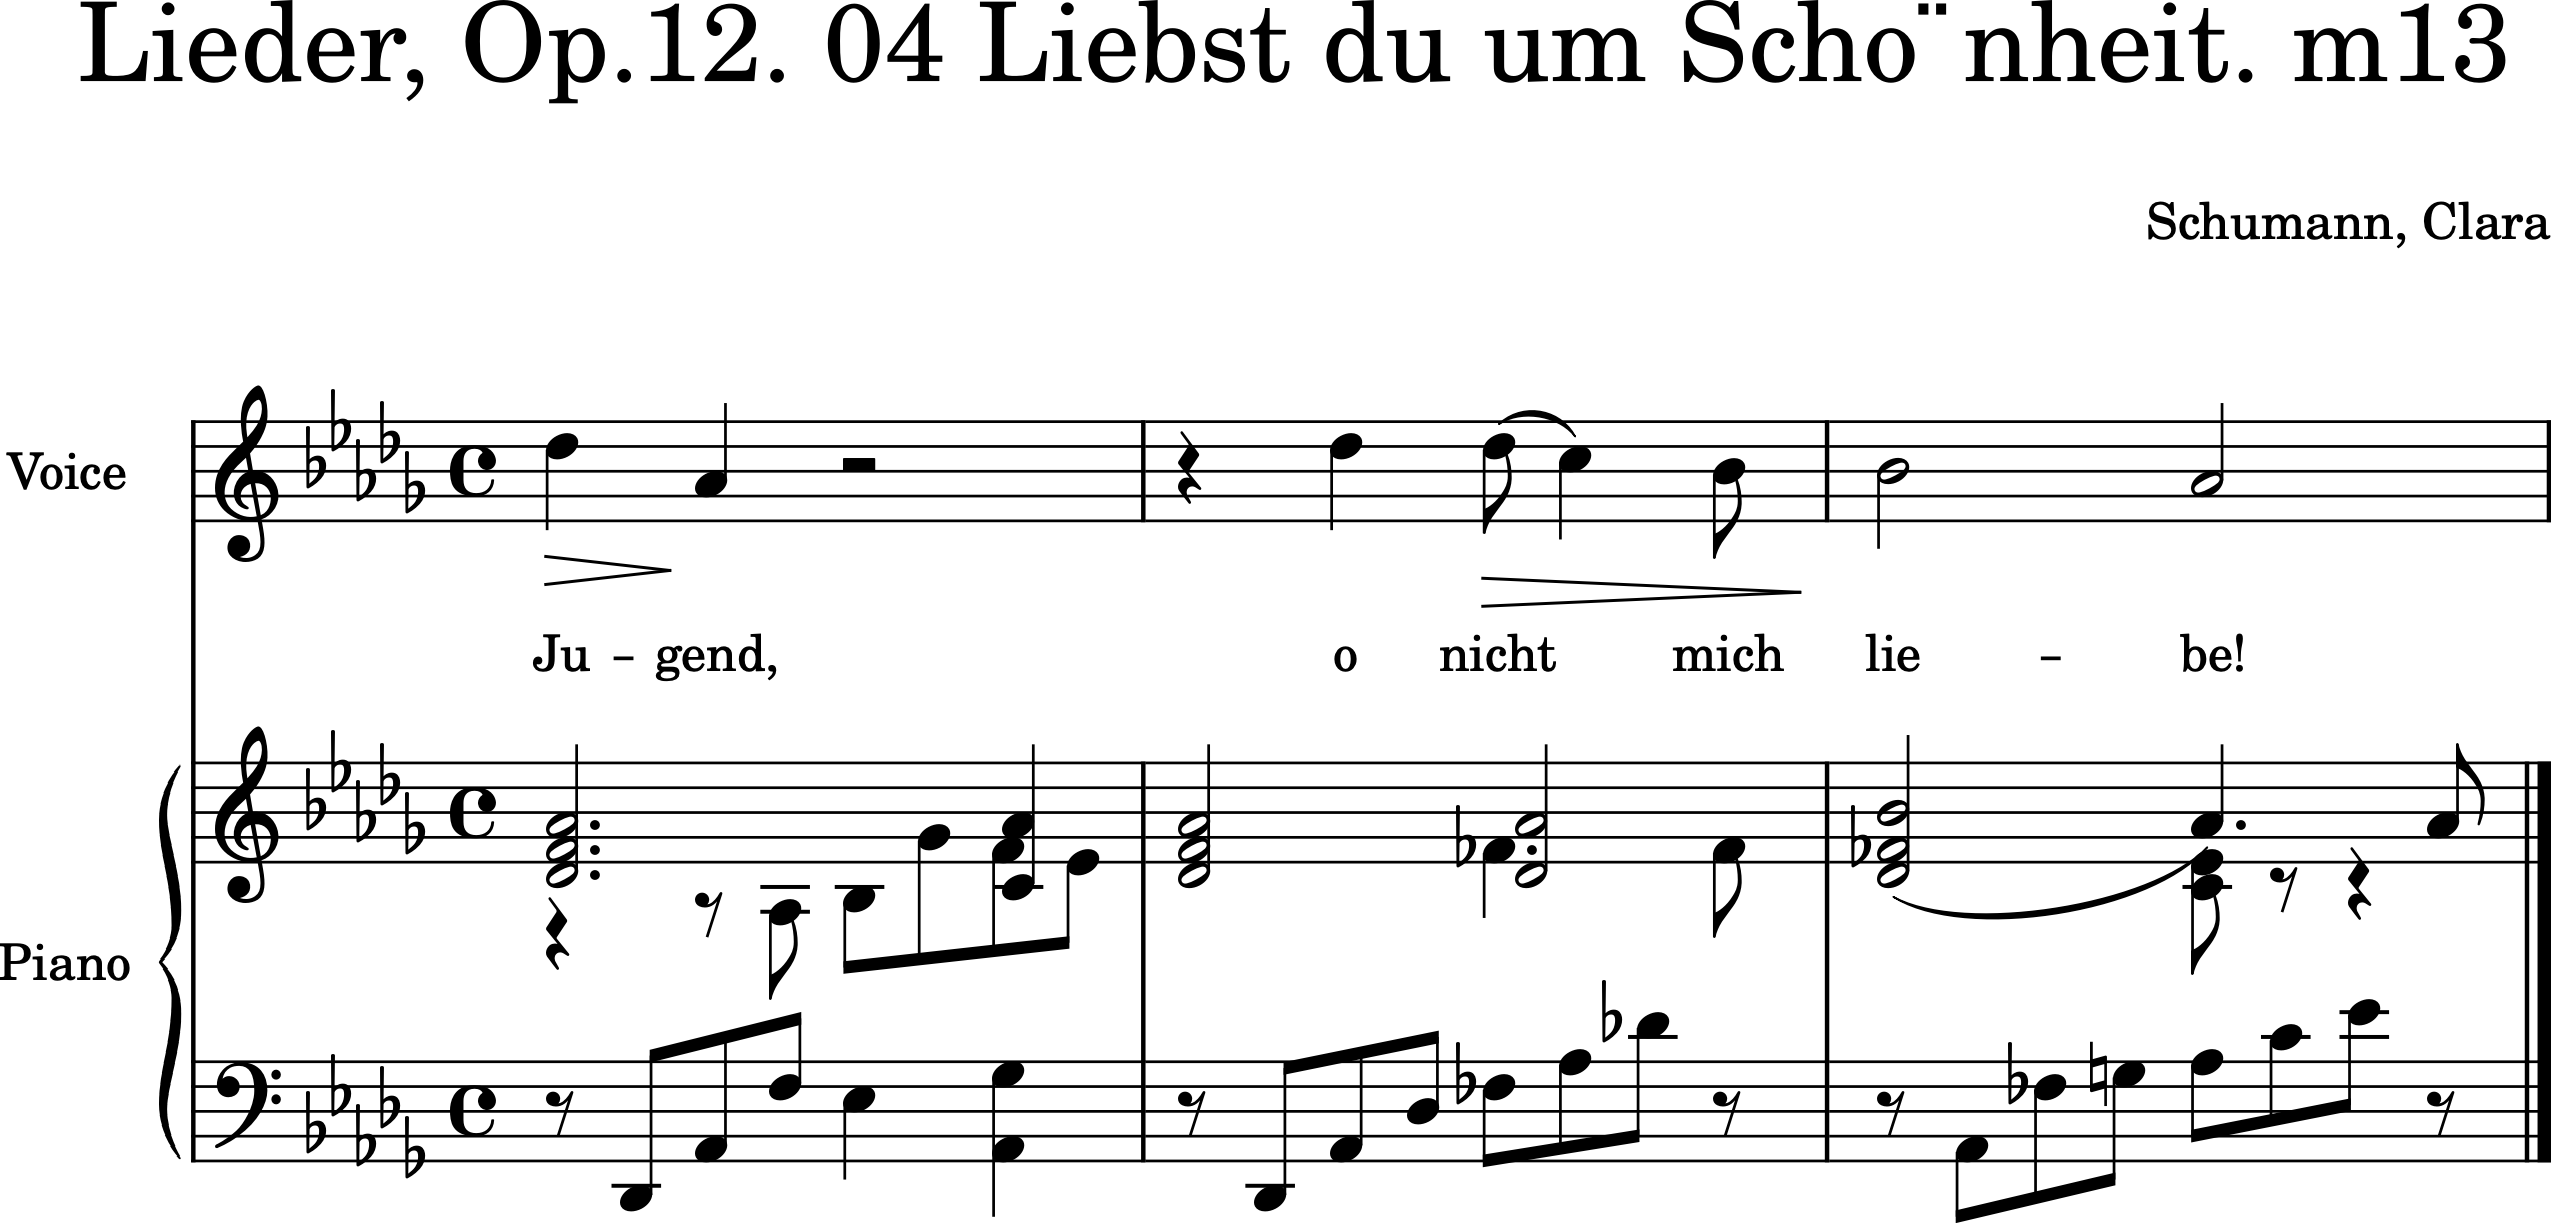 Lieder, Op.12. 04 Liebst du um Scho¨nheit. m13
Schumann, Clara
Voice
Ju - gend, o nicht mich lie - be!
Piano